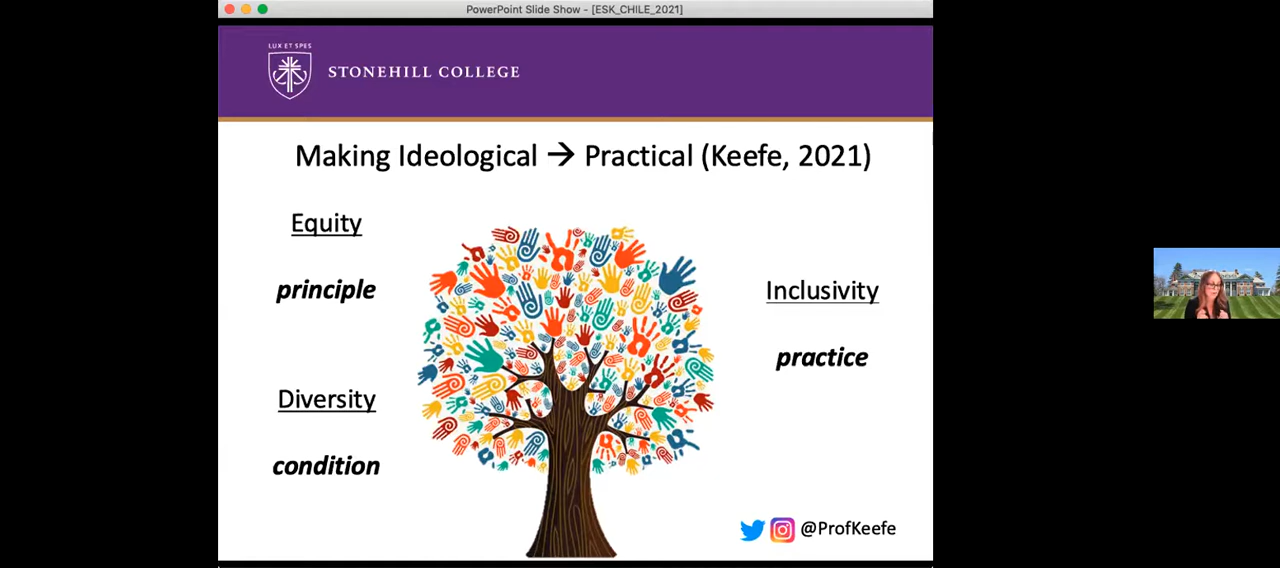 PowerPoint Slide Show - [ESK_CHILE_2021]
LUX ET SPES
STONEHILL COLLEGE
Making Ideological → Practical (Keefe, 2021)
Equity
principle
Inclusivity
practice
Diversity
condition
@ProfKeefe